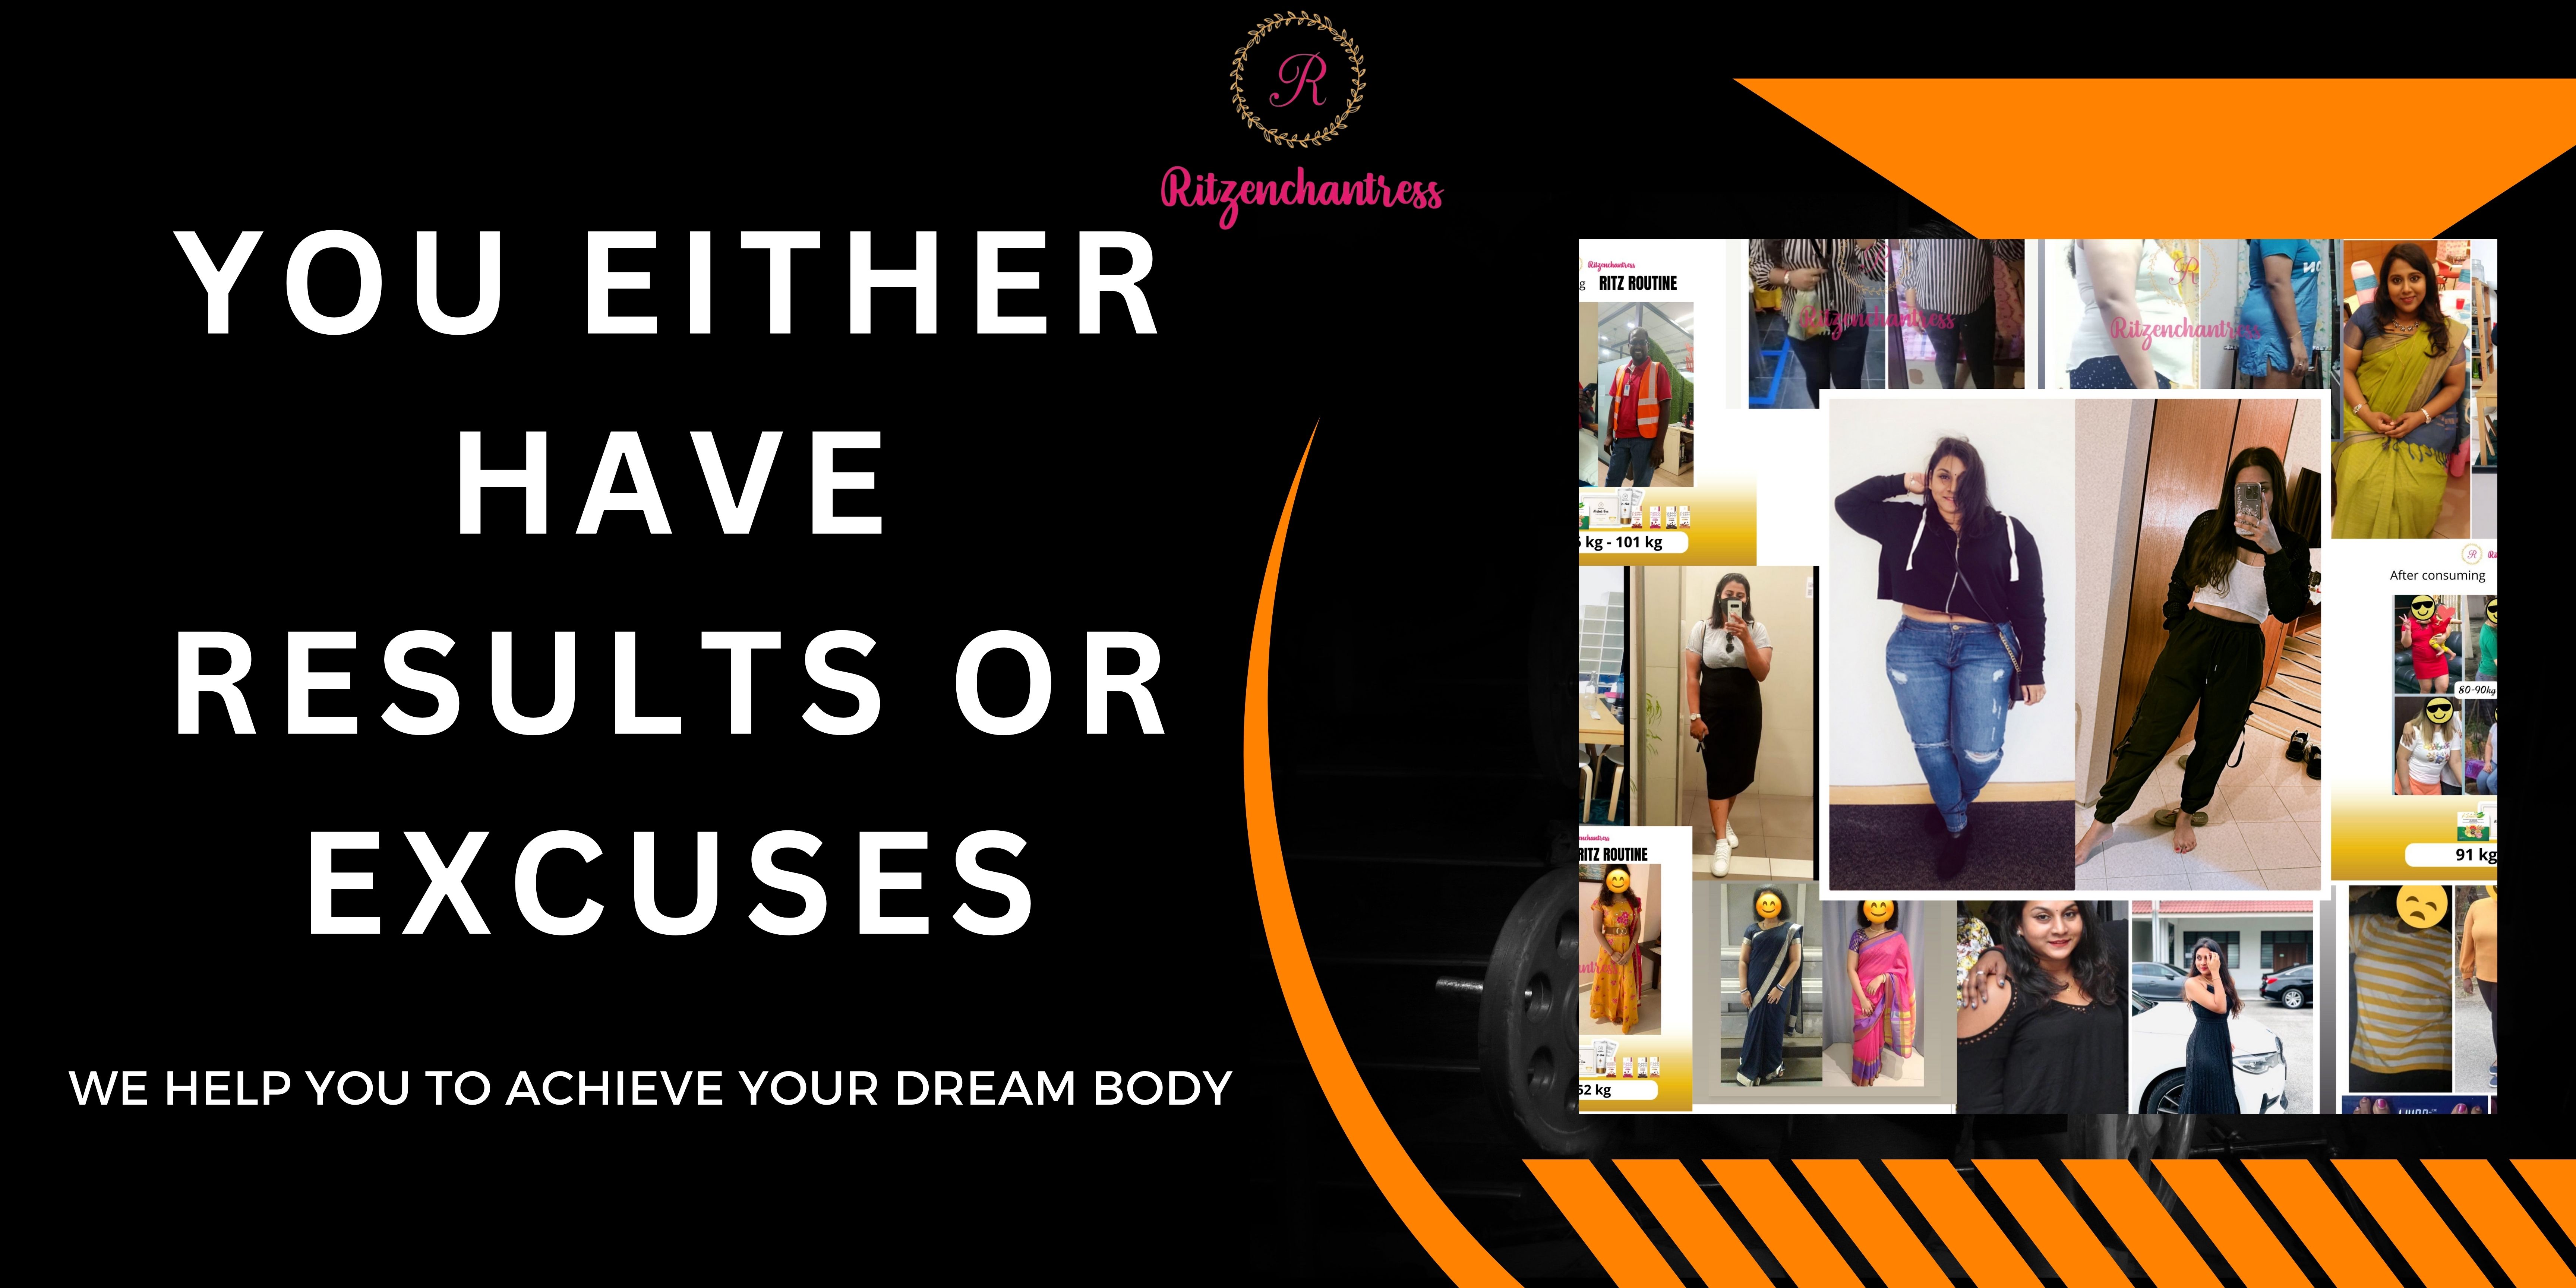 R
Ritzenchantress
YOU EITHER
HAVE
RESULTS OR
EXCUSES
WE HELP YOU TO ACHIEVE YOUR DREAM BODY
Ritzenchantress
g RITZ ROUTINE
kg - 101 kg
Ritzenchantress
R
Ritzenchantress
R
After consuming
80-90kg
91 kg
RITZ ROUTINE
52 kg